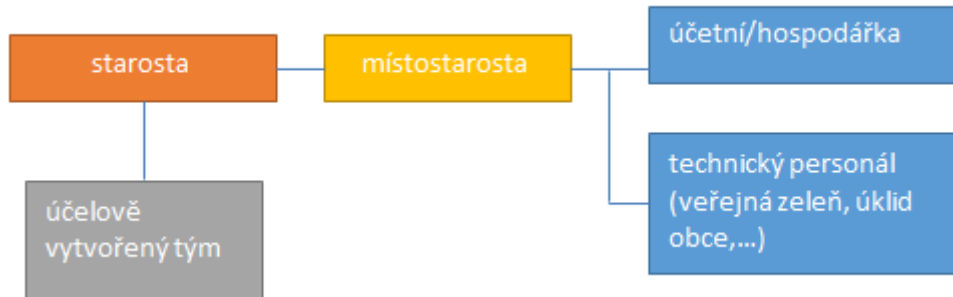 starosta
místostarosta
účetní/hospodářka
technický personál
(veřejná zeleň, úklid
obce,...)
účelově
vytvořený tým